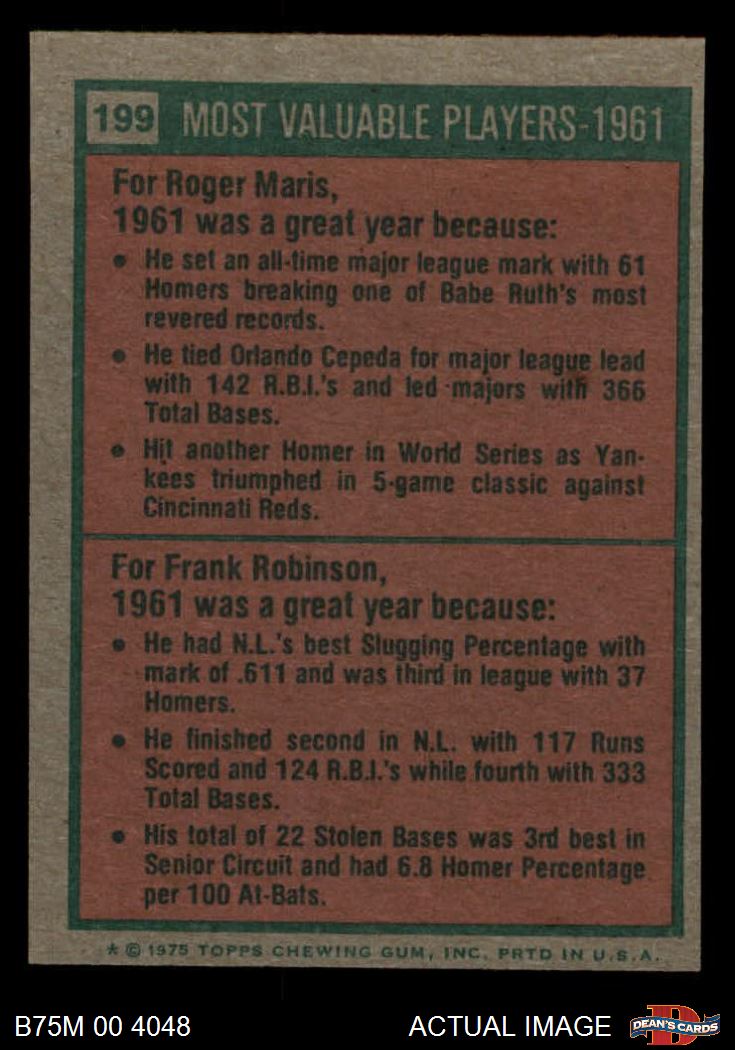 199 MOST VALUABLE PLAYERS-1961
For Roger Maris,
1961 was a great year because:
• He set an all-time major league mark with 61
Homers breaking one of Babe Ruth's most
revered records.
• He tied Orlando Cepeda for major league lead
with 142 R.B.I.'s and led majors with 366
Total Bases.
• Hit another Homer in World Series as Yan-
kees triumphed in 5-game classic against
Cincinnati Reds.
For Frank Robinson,
1961 was a great year because:
• He had N.L.'s best Slugging Percentage with
mark of .611 and was third in league with 37
Homers.
• He finished second in N.L. with 117 Runs
Scored and 124 R.B.I.'s while fourth with 333
Total Bases.
• His total of 22 Stolen Bases was 3rd best in
Senior Circuit and had 6.8 Homer Percentage
per 100 At-Bats.
* © 1975 TOPPS CHEWING GUM, INC. PRTD IN U.S.A.
B75M 00 4048 ACTUAL IMAGE D DEAN'S CARDS